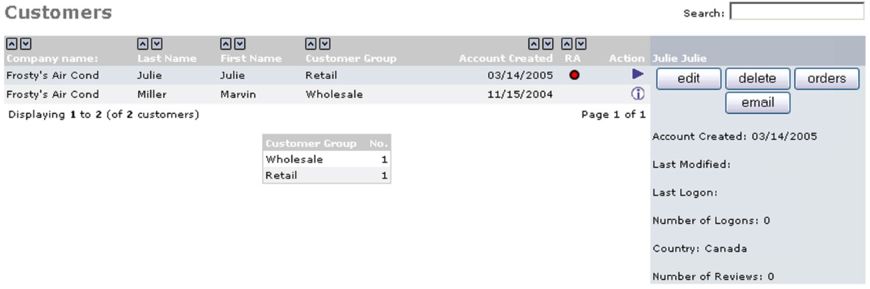 Customers
Search:
Company name: Last Name First Name Customer Group Account Created RA Action
Frosty's Air Cond Julie Julie Retail 03/14/2005
Frosty's Air Cond Miller Marvin Wholesale 11/15/2004
Displaying 1 to 2 (of 2 customers) Page 1 of 1
Customer Group No.
Wholesale 1
Retail 1
Julie Julie
edit delete orders
email
Account Created: 03/14/2005
Last Modified:
Last Logon:
Number of Logons: 0
Country: Canada
Number of Reviews: 0